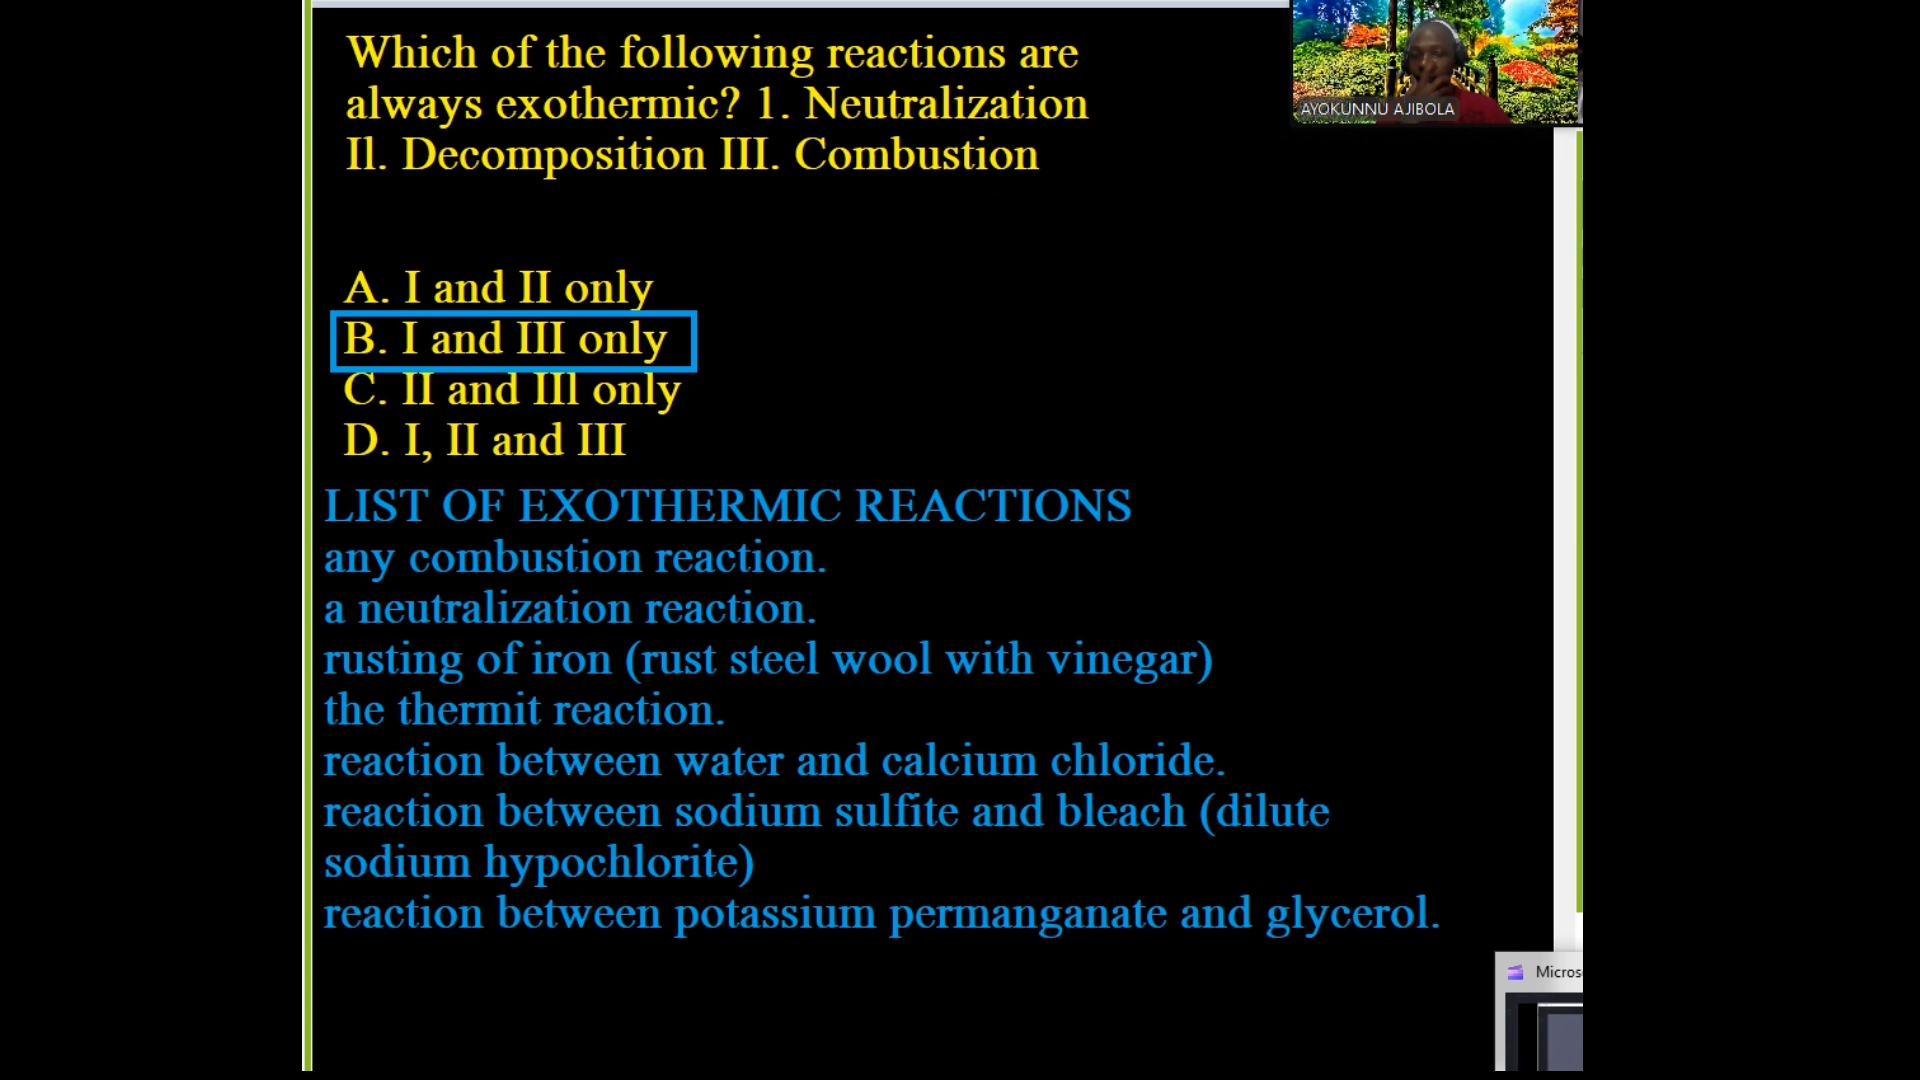 Which of the following reactions are
always exothermic? 1. Neutralization
Il. Decomposition III. Combustion
AYOKUNNU AJIBOLA
A. I and II only
B. I and III only
C. II and IIl only
D. I, II and III
LIST OF EXOTHERMIC REACTIONS
any combustion reaction.
a neutralization reaction.
rusting of iron (rust steel wool with vinegar)
the thermit reaction.
reaction between water and calcium chloride.
reaction between sodium sulfite and bleach (dilute
sodium hypochlorite)
reaction between potassium permanganate and glycerol.
Micros